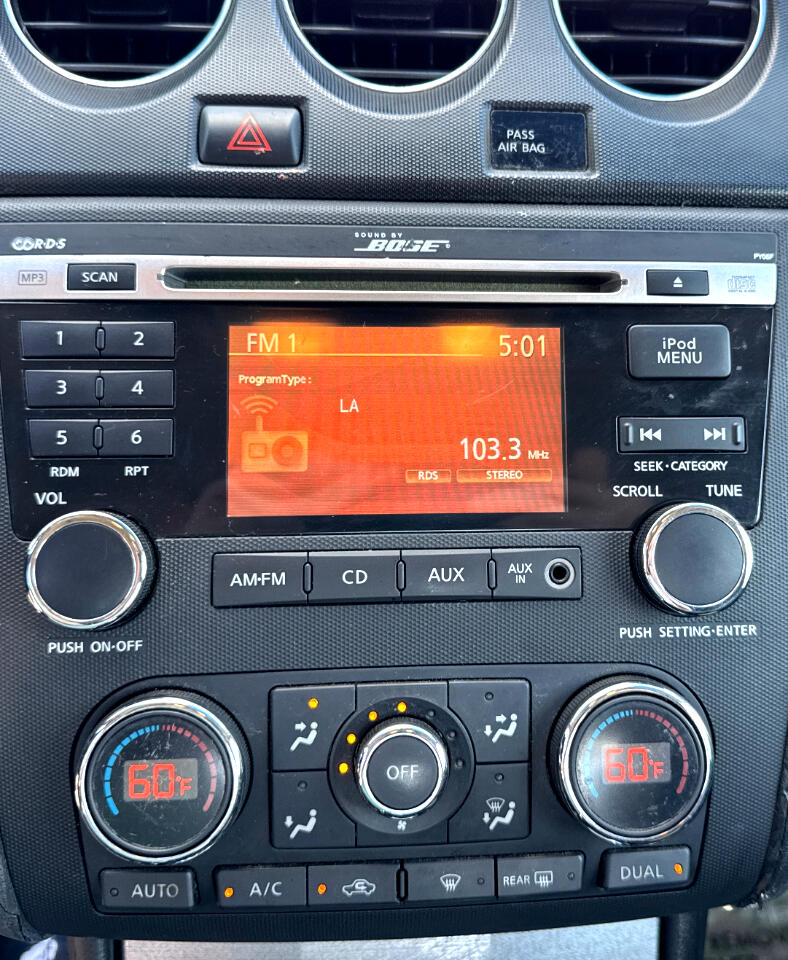 PASS
AIR BAG
R·D·S
SOUND BY
BOSE
PY08F
MP3
SCAN
1 2
3 4
5 6
RDM RPT
FM 1 5:01
ProgramType :
LA
103.3 MHz
RDS STEREO
iPod
MENU
SEEK·CATEGORY
SCROLL TUNE
VOL
PUSH ON·OFF
AM·FM CD AUX AUX
IN
PUSH SETTING·ENTER
60°F OFF 60°F
AUTO A/C REAR DUAL